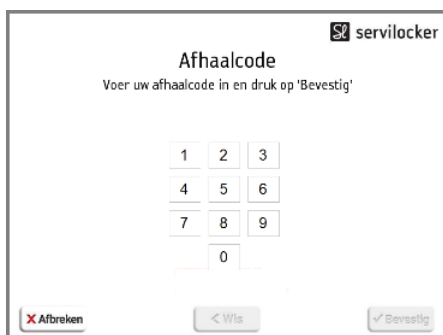 servilocker
Afhaalcode
Voer uw afhaalcode in en druk op 'Bevestig'
1 2 3
4 5 6
7 8 9
0
Afbreken < Wis Bevestig